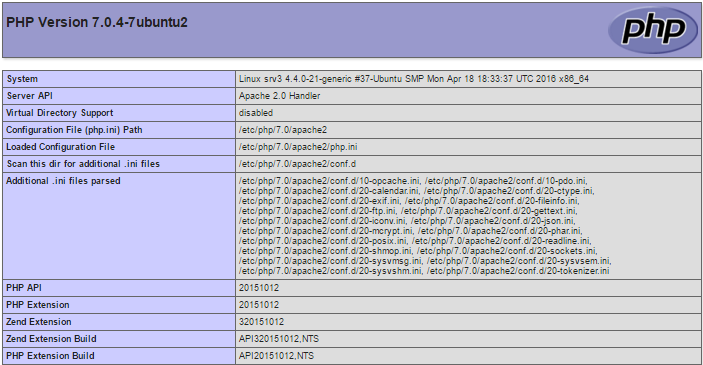 PHP Version 7.0.4-7ubuntu2
php
System Linux srv3 4.4.0-21-generic #37-Ubuntu SMP Mon Apr 18 18:33:37 UTC 2016 x86_64
Server API Apache 2.0 Handler
Virtual Directory Support disabled
Configuration File (php.ini) Path /etc/php/7.0/apache2
Loaded Configuration File /etc/php/7.0/apache2/php.ini
Scan this dir for additional .ini files /etc/php/7.0/apache2/conf.d
Additional .ini files parsed /etc/php/7.0/apache2/conf.d/10-opcache.ini, /etc/php/7.0/apache2/conf.d/10-pdo.ini,
/etc/php/7.0/apache2/conf.d/20-calendar.ini, /etc/php/7.0/apache2/conf.d/20-ctype.ini,
/etc/php/7.0/apache2/conf.d/20-exif.ini, /etc/php/7.0/apache2/conf.d/20-fileinfo.ini,
/etc/php/7.0/apache2/conf.d/20-ftp.ini, /etc/php/7.0/apache2/conf.d/20-gettext.ini,
/etc/php/7.0/apache2/conf.d/20-iconv.ini, /etc/php/7.0/apache2/conf.d/20-json.ini,
/etc/php/7.0/apache2/conf.d/20-mcrypt.ini, /etc/php/7.0/apache2/conf.d/20-phar.ini,
/etc/php/7.0/apache2/conf.d/20-posix.ini, /etc/php/7.0/apache2/conf.d/20-readline.ini,
/etc/php/7.0/apache2/conf.d/20-shmop.ini, /etc/php/7.0/apache2/conf.d/20-sockets.ini,
/etc/php/7.0/apache2/conf.d/20-sysvmsg.ini, /etc/php/7.0/apache2/conf.d/20-sysvsem.ini,
/etc/php/7.0/apache2/conf.d/20-sysvshm.ini, /etc/php/7.0/apache2/conf.d/20-tokenizer.ini
PHP API 20151012
PHP Extension 20151012
Zend Extension 320151012
Zend Extension Build API320151012,NTS
PHP Extension Build API20151012,NTS